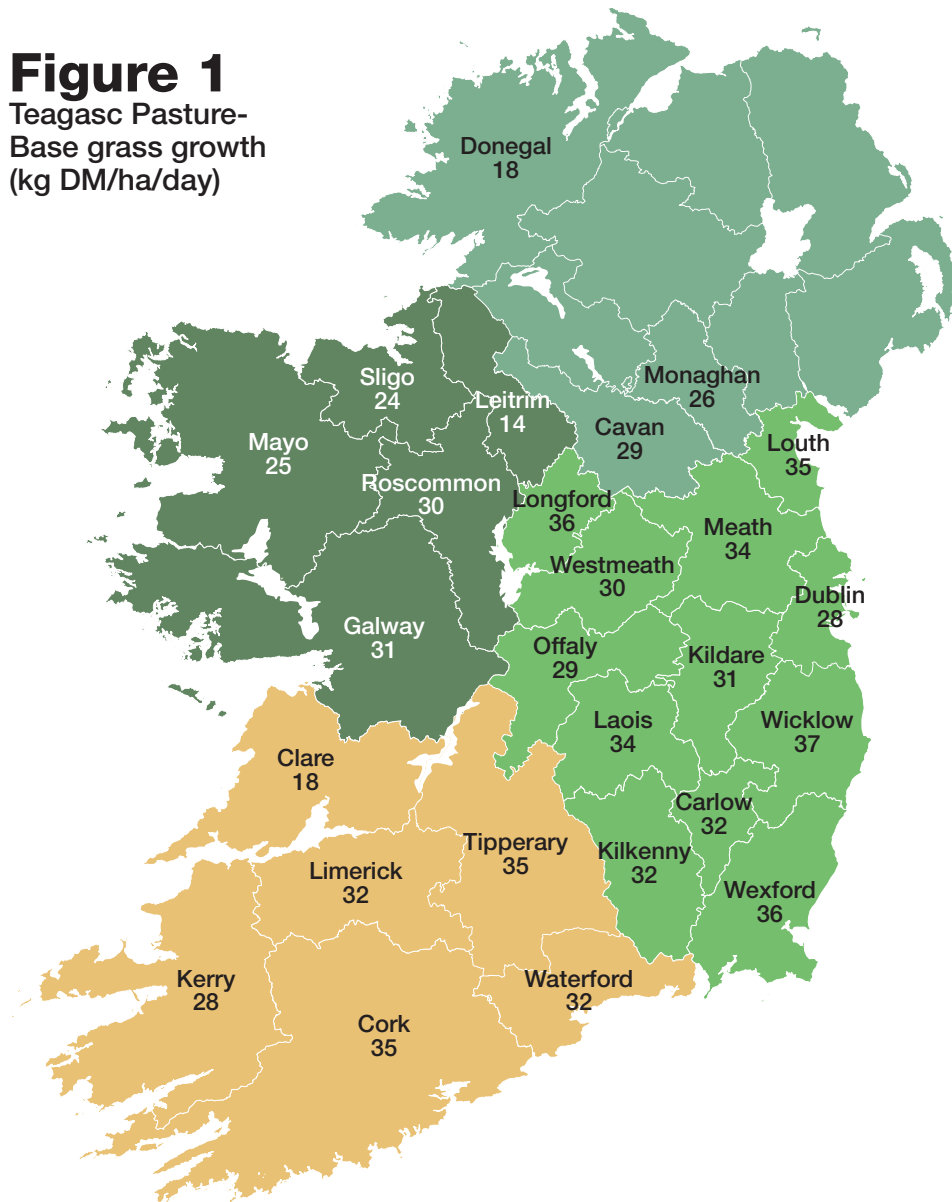 Figure 1
Teagasc Pasture-
Base grass growth
(kg DM/ha/day)
Donegal
18
Monaghan
26
Cavan
29
Sligo
24
Leitrim
14
Mayo
25
Roscommon
30
Galway
31
Louth
35
Longford
36
Meath
34
Westmeath
30
Dublin
28
Offaly
29
Kildare
31
Laois
34
Wicklow
37
Carlow
32
Kilkenny
32
Wexford
36
Clare
18
Tipperary
35
Limerick
32
Kerry
28
Cork
35
Waterford
32